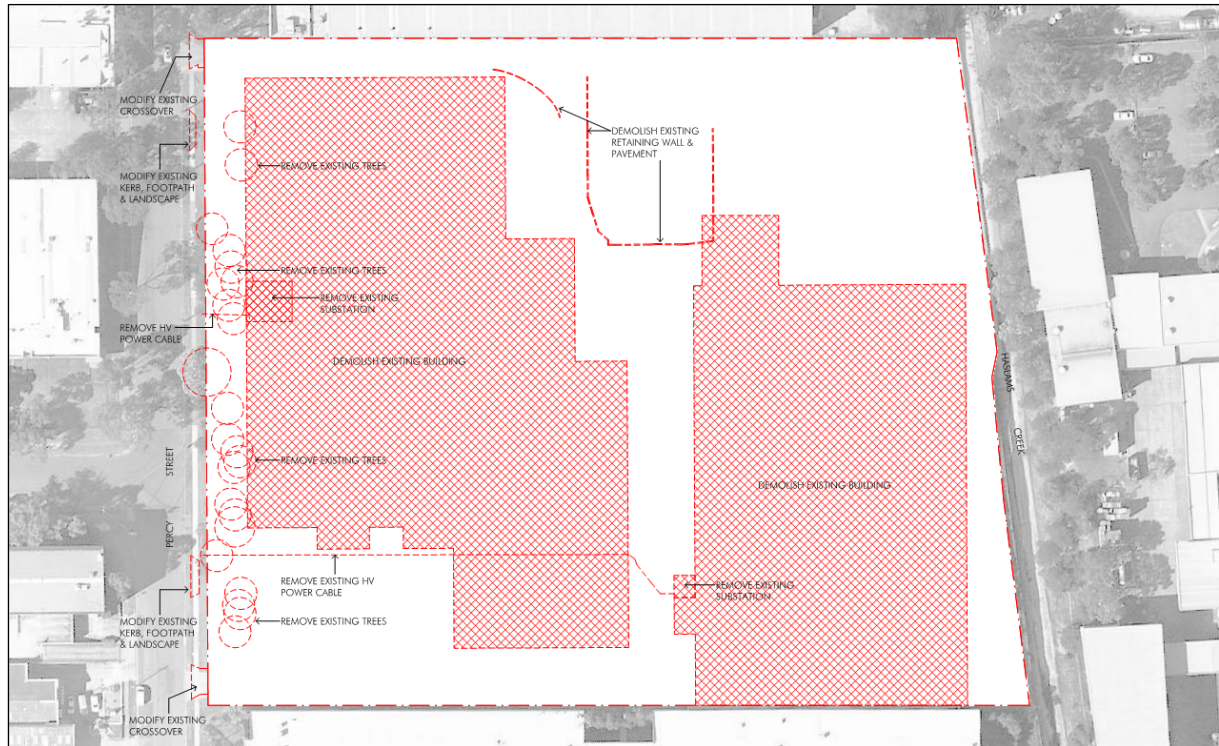 MODIFY EXISTING
CROSSOVER
DEMOLISH EXISTING
RETAINING WALL &
PAVEMENT
REMOVE EXISTING TREES
MODIFY EXISTING
KERB, FOOTPATH
& LANDSCAPE
REMOVE EXISTING TREES
REMOVE EXISTING
SUBSTATION
REMOVE HV
POWER CABLE
DEMOLISH EXISTING BUILDING
HASLAMS
CREEK
REMOVE EXISTING TREES
PERCY STREET
DEMOLISH EXISTING BUILDING
REMOVE EXISTING HV
POWER CABLE
REMOVE EXISTING
SUBSTATION
MODIFY EXISTING
KERB, FOOTPATH
& LANDSCAPE
REMOVE EXISTING TREES
MODIFY EXISTING
CROSSOVER